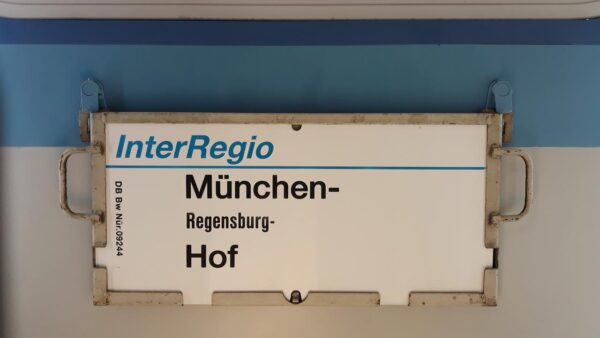 InterRegio
München-
Regensburg-
Hof
DB Bw Nür.09244